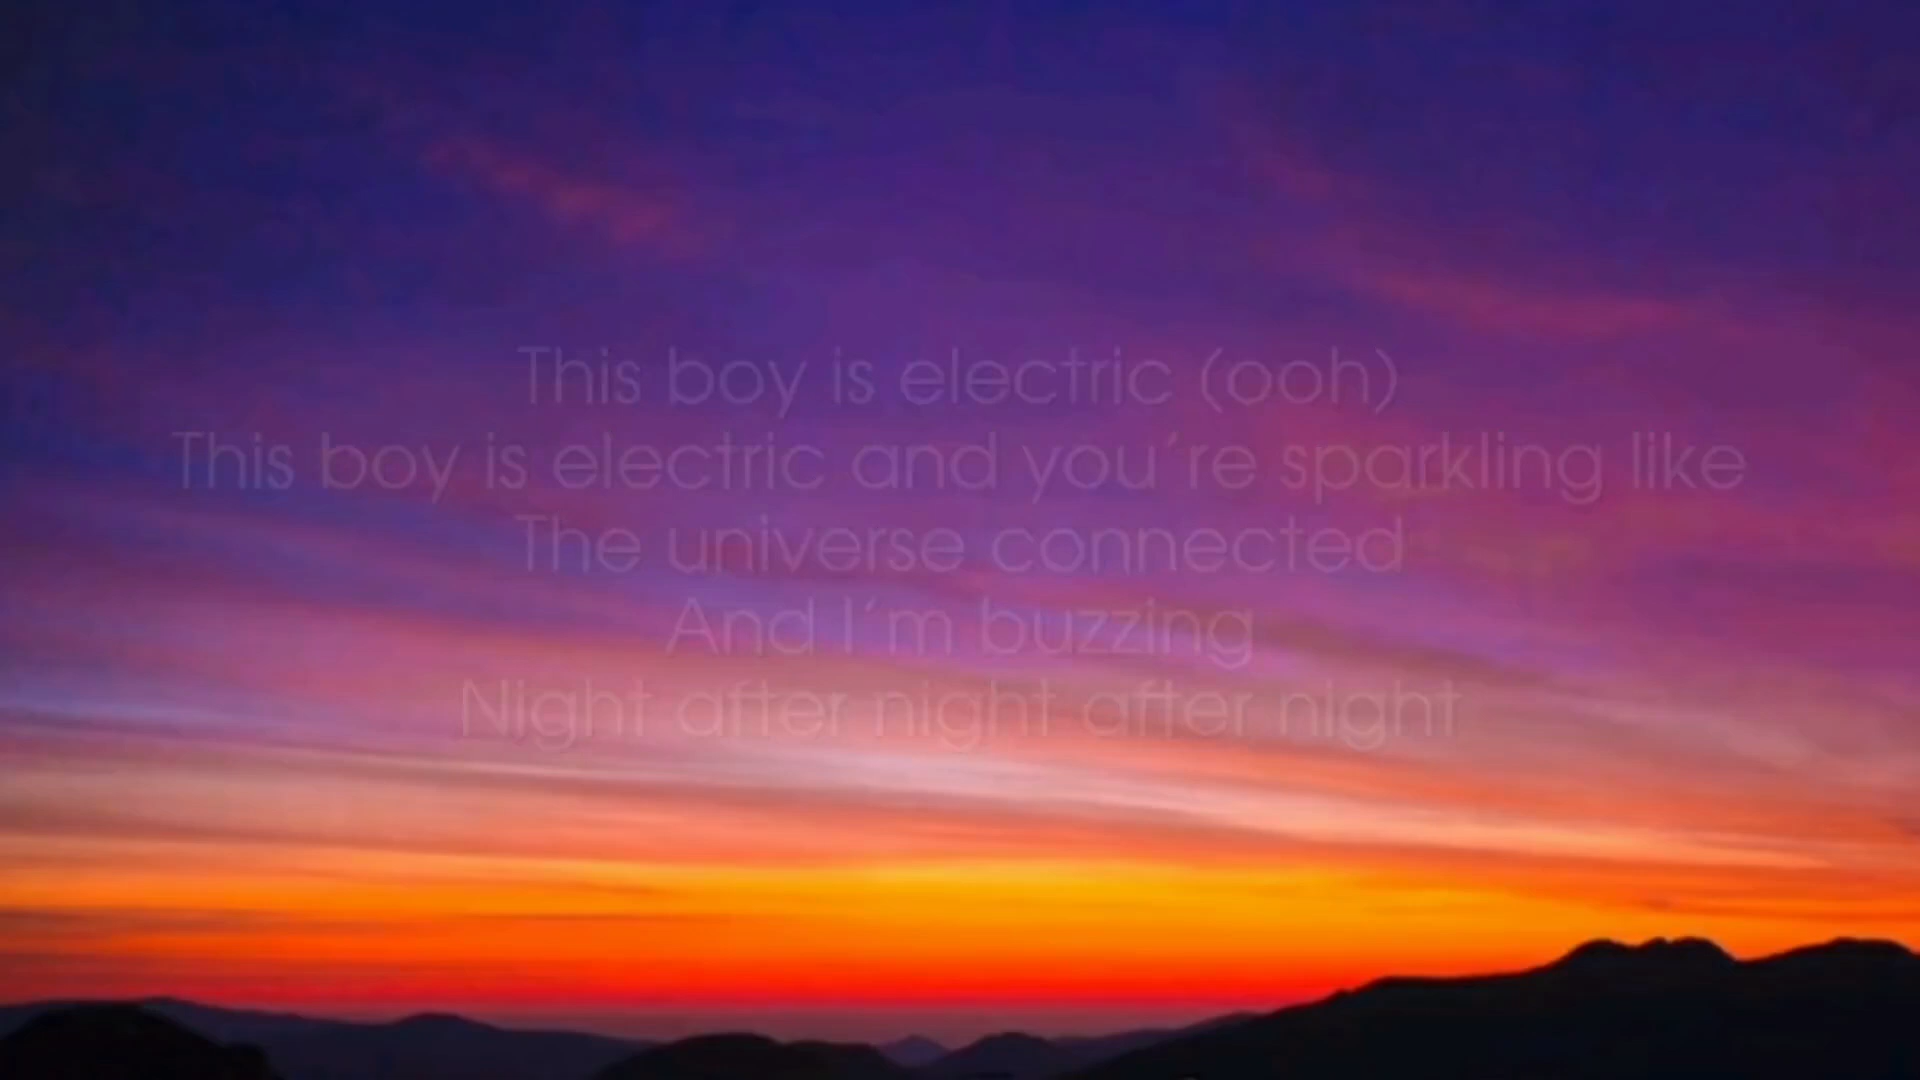 This boy is electric (ooh)
This boy is electric and you´re sparkling like
The universe connected
And I´m buzzing
Night after night after night